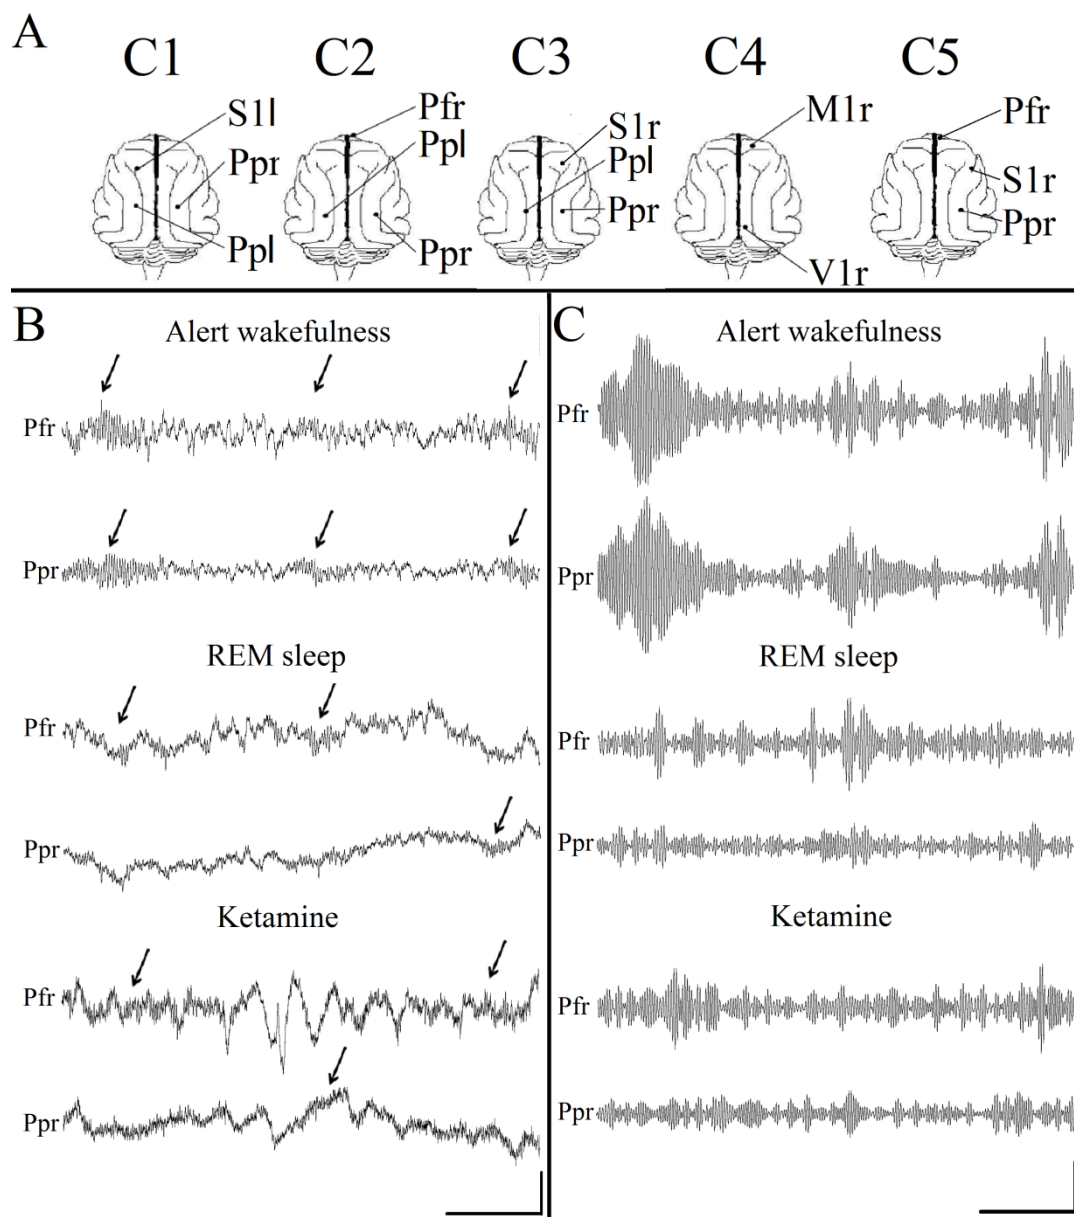 A
C1 C2 C3 C4 C5
S1l
Ppr
Ppl
Pfr
Ppl
Ppr
S1r
Ppl
Ppr
M1r
V1r
Pfr
S1r
Ppr
B
Alert wakefulness
Pfr
Ppr
REM sleep
Pfr
Ppr
Ketamine
Pfr
Ppr
C
Alert wakefulness
Pfr
Ppr
REM sleep
Pfr
Ppr
Ketamine
Pfr
Ppr